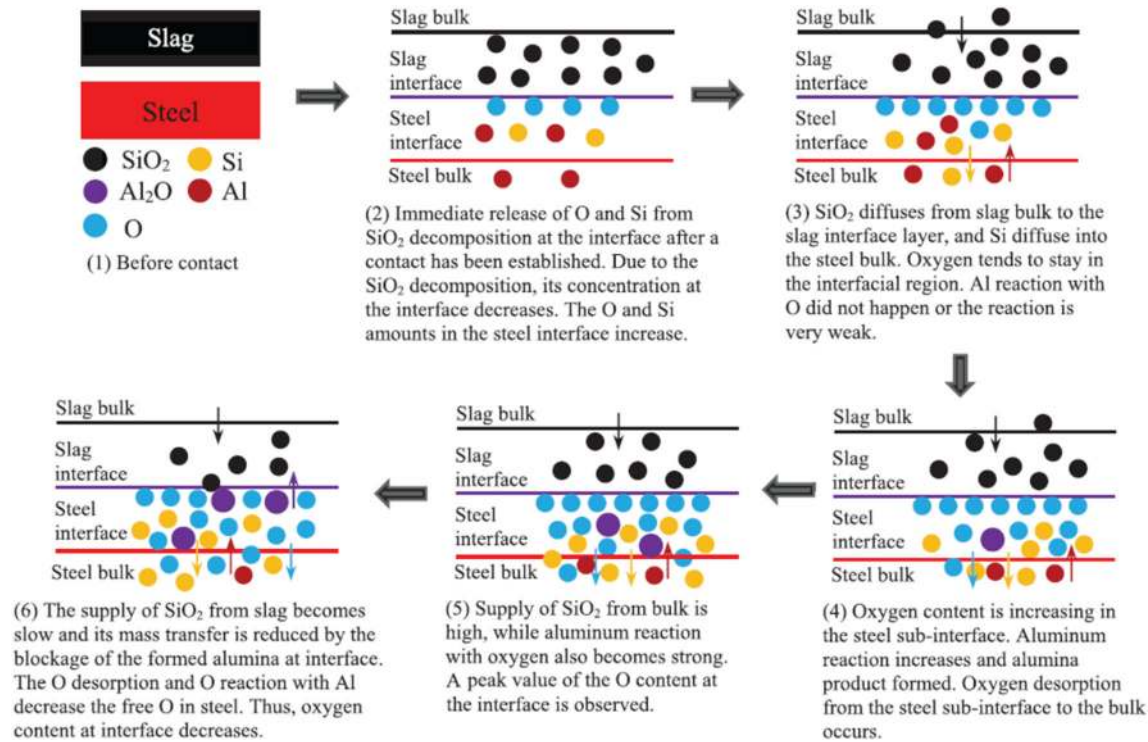 Slag
Steel
SiO₂
Si
Al₂O
Al
O
(1) Before contact
Slag bulk
Slag
interface
Steel
interface
Steel bulk
(2) Immediate release of O and Si from
SiO₂ decomposition at the interface after a
contact has been established. Due to the
SiO₂ decomposition, its concentration at
the interface decreases. The O and Si
amounts in the steel interface increase.
Slag bulk
Slag
interface
Steel
interface
Steel bulk
(3) SiO₂ diffuses from slag bulk to the
slag interface layer, and Si diffuse into
the steel bulk. Oxygen tends to stay in
the interfacial region. Al reaction with
O did not happen or the reaction is
very weak.
Slag bulk
Slag
interface
Steel
interface
Steel bulk
(4) Oxygen content is increasing in
the steel sub-interface. Aluminum
reaction increases and alumina
product formed. Oxygen desorption
from the steel sub-interface to the bulk
occurs.
Slag bulk
Slag
interface
Steel
interface
Steel bulk
(5) Supply of SiO₂ from bulk is
high, while aluminum reaction
with oxygen also becomes strong.
A peak value of the O content at
the interface is observed.
Slag bulk
Slag
interface
Steel
interface
Steel bulk
(6) The supply of SiO₂ from slag becomes
slow and its mass transfer is reduced by the
blockage of the formed alumina at interface.
The O desorption and O reaction with Al
decrease the free O in steel. Thus, oxygen
content at interface decreases.